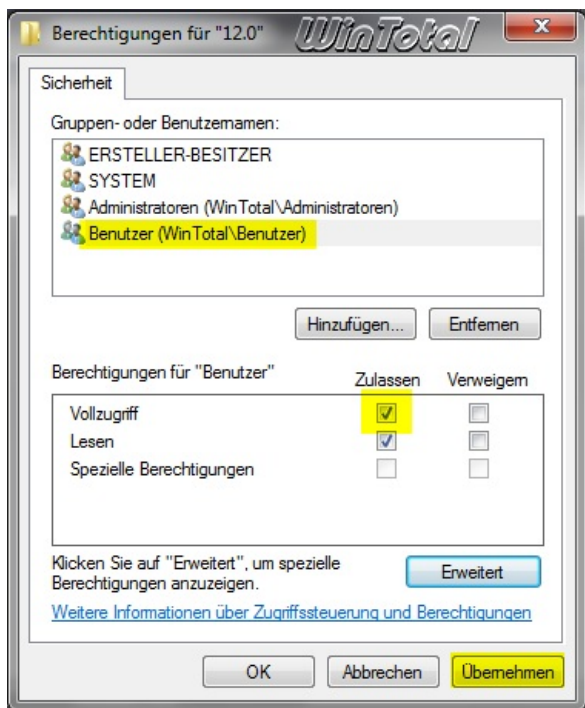 Berechtigungen für "12.0"
WinTotal
Sicherheit
Gruppen- oder Benutzernamen:
ERSTELLER-BESITZER
SYSTEM
Administratoren (WinTotal\Administratoren)
Benutzer (WinTotal\Benutzer)
Hinzufügen...
Entfernen
Berechtigungen für "Benutzer"
Zulassen
Verweigern
Vollzugriff
Lesen
Spezielle Berechtigungen
Klicken Sie auf "Erweitert", um spezielle
Berechtigungen anzuzeigen.
Erweitert
Weitere Informationen über Zugriffssteuerung und Berechtigungen
OK
Abbrechen
Übernehmen